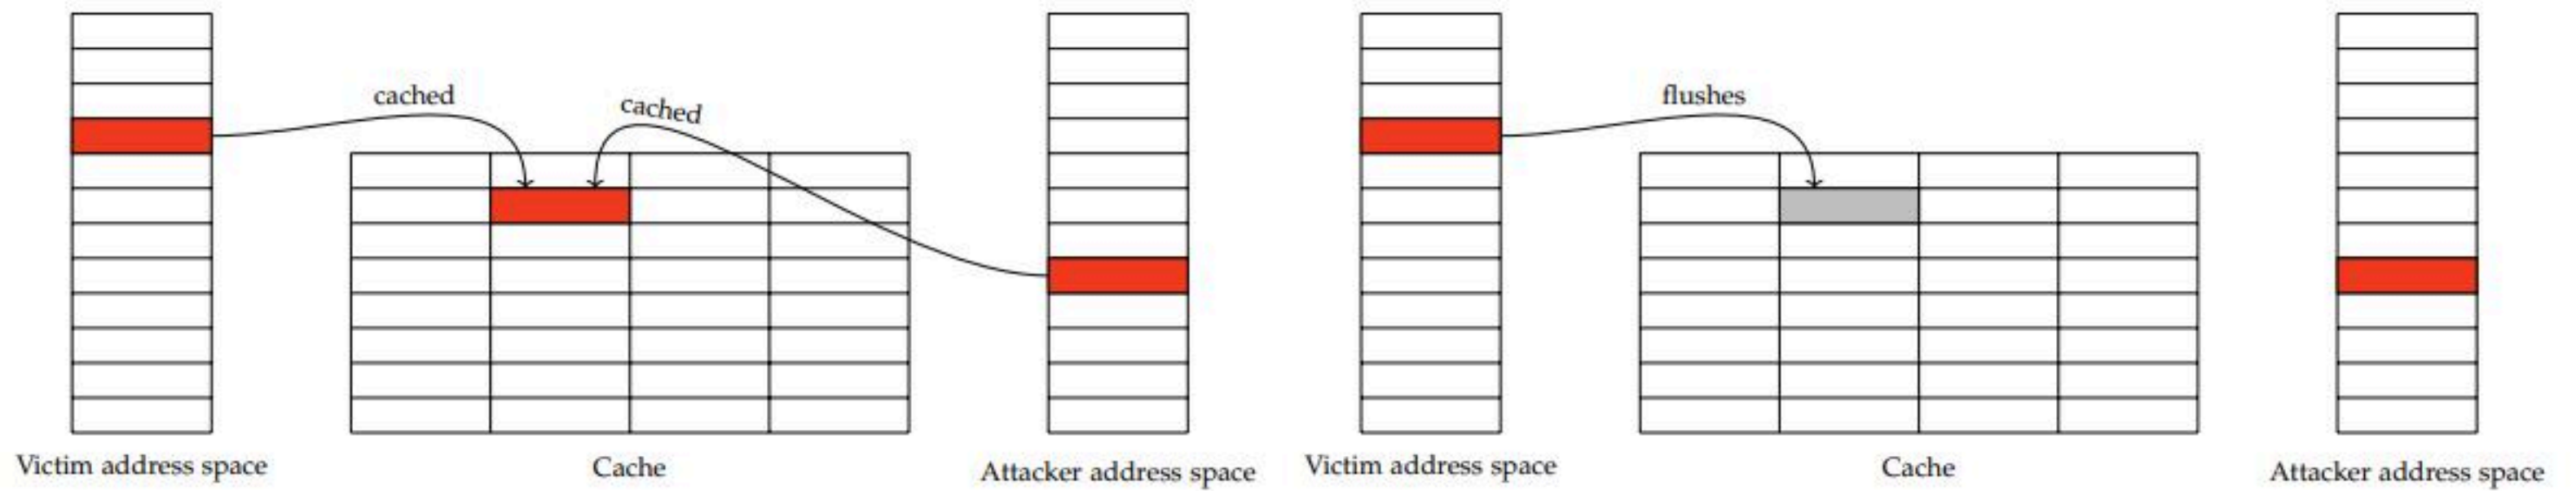 cached
cached
flushes
Victim address space
Cache
Attacker address space
Victim address space
Cache
Attacker address space